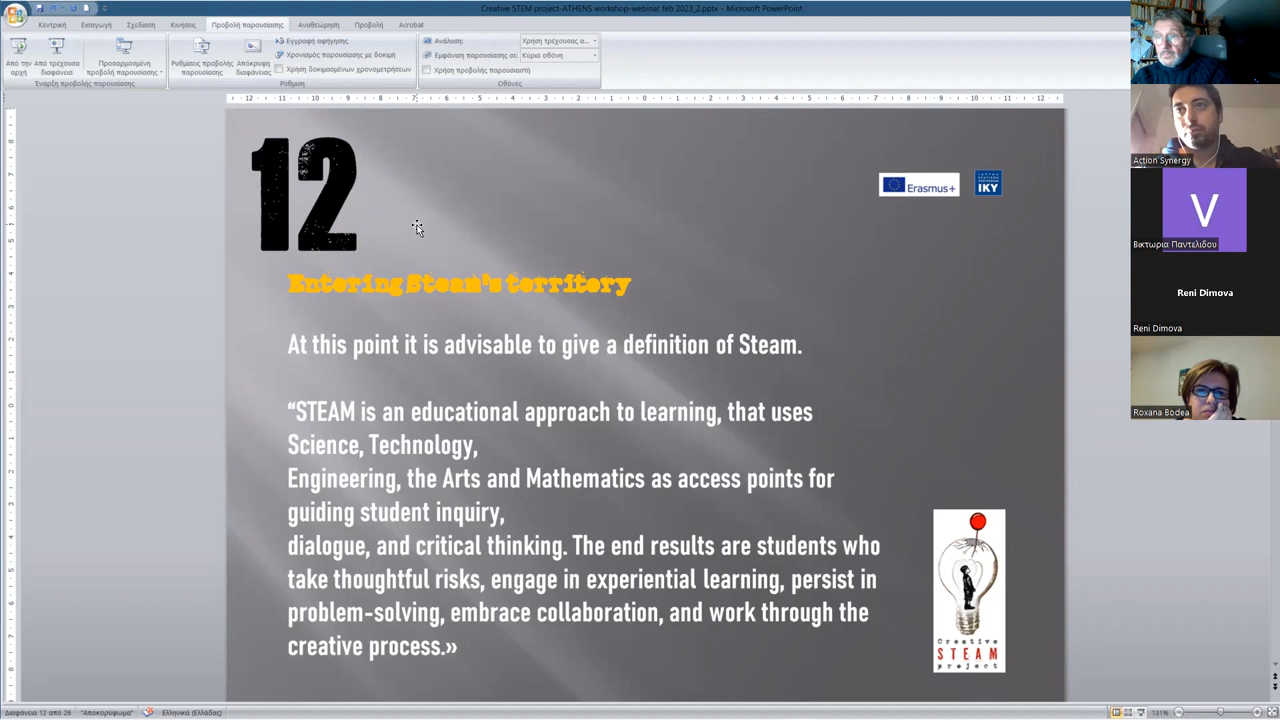 Creative STEM project-ATHENS workshop-webinar feb 2023_2.pptx - Microsoft PowerPoint
Κεντρική Εισαγωγή Σχεδίαση Κινήσεις Προβολή παρουσίασης Αναθεώρηση Προβολή Acrobat
Από την αρχή
Από τρέχουσα διαφάνεια
Προσαρμοσμένη προβολή παρουσίασης
Έναρξη προβολής παρουσίασης
Ρυθμίσεις προβολής παρουσίασης
Απόκρυψη διαφάνειας
Εγγραφή αφήγησης
Χρονισμός παρουσίασης με δοκιμή
Χρήση δοκιμασμένων χρονομετρήσεων
Ρύθμιση
Ανάλυση: Χρήση τρέχουσας α...
Εμφάνιση παρουσίασης σε: Κύρια οθόνη
Χρήση προβολής παρουσιαστή
Οθόνες
12
Erasmus+
IKY
Entering Steam's territory
At this point it is advisable to give a definition of Steam.
“STEAM is an educational approach to learning, that uses
Science, Technology,
Engineering, the Arts and Mathematics as access points for
guiding student inquiry,
dialogue, and critical thinking. The end results are students who
take thoughtful risks, engage in experiential learning, persist in
problem-solving, embrace collaboration, and work through the
creative process.»
Creative
STEAM
project
Action Synergy
V
Βικτωρια Παντελιδου
Reni Dimova
Reni Dimova
Roxana Bodea
Διαφάνεια 12 από 26 "Αποκορύφωμα" Ελληνικά (Ελλάδας) 131%